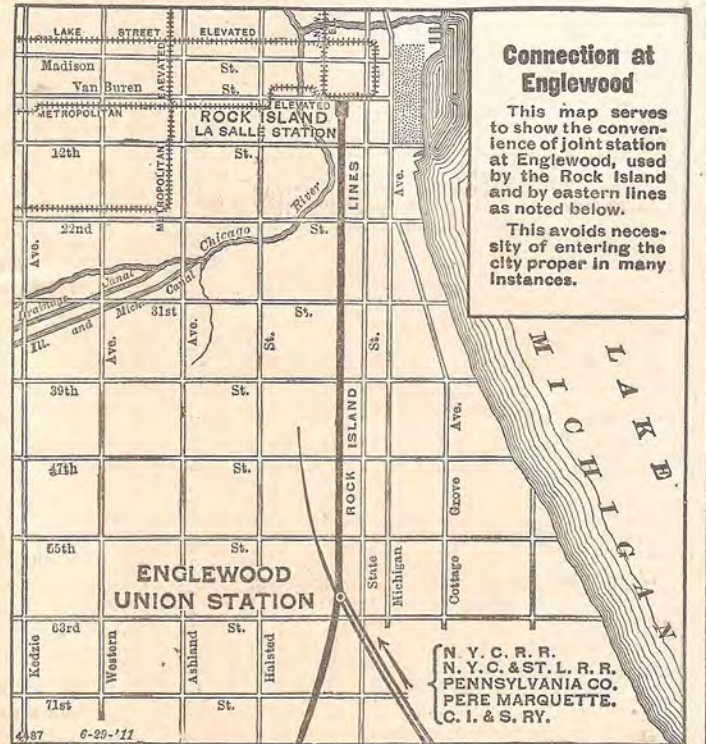 Connection at
Englewood
This map serves
to show the conven-
ience of joint station
at Englewood, used
by the Rock Island
and by eastern lines
as noted below.
This avoids neces-
sity of entering the
city proper in many
instances.
LAKE STREET ELEVATED
N.W. EL.
Madison St.
Van Buren St.
ELEVATED
METROPOLITAN
ELEVATED
METROPOLITAN
ROCK ISLAND
LA SALLE STATION
12th St.
LINES
Ave.
River
Chicago
22nd St.
Ave.
Drainage Canal
Ill. and Mich. Canal
31st St.
Ave.
Ave.
St.
St.
LAKE
MICHIGAN
39th St.
ROCK ISLAND
Ave.
47th St.
Grove
55th St.
ENGLEWOOD
UNION STATION
State
Michigan
Cottage
63rd St.
Kedzie
Western
Ashland
Halsted
N. Y. C. R. R.
N. Y. C. & ST. L. R. R.
PENNSYLVANIA CO.
PERE MARQUETTE.
C. I. & S. RY.
71st St.
4487 6-29-'11